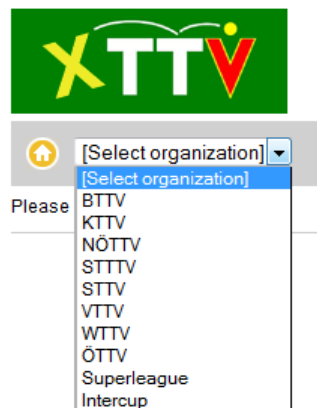 XTTV
[Select organization]
[Select organization]
Please
BTTV
KTTV
NÖTTV
STTTV
STTV
VTTV
WTTV
ÖTTV
Superleague
Intercup